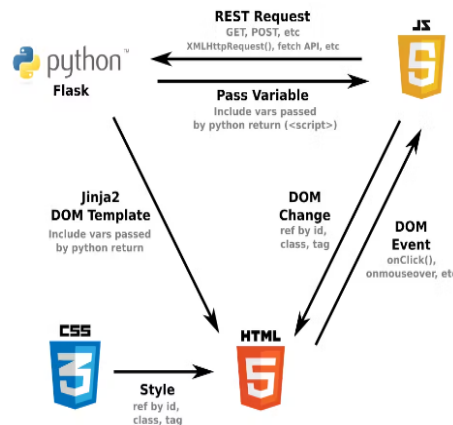 REST Request
GET, POST, etc
XMLHttpRequest(), fetch API, etc
JS
python™
Flask
5
Pass Variable
Include vars passed
by python return (<script>)
Jinja2
DOM Template
Include vars passed
by python return
DOM
Change
ref by id,
class, tag
DOM
Event
onClick(),
onmouseover, etc
CSS
3
HTML
5
Style
ref by id,
class, tag